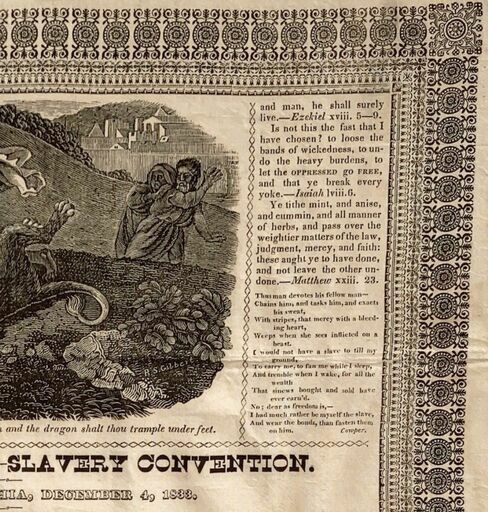 and man, he shall surely
live.—Ezekiel xviii. 5—9.
Is not this the fast that I
have chosen? to loose the
bands of wickedness, to un-
do the heavy burdens, to
let the OPPRESSED go FREE,
and that ye break every
yoke.—Isaiah lviii.6.
Ye tithe mint, and anise,
and cummin, and all manner
of herbs, and pass over the
weightier matters of the law,
judgment, mercy, and faith:
these aught ye to have done,
and not leave the other un-
done.—Matthew xxiii. 23.
Thus man devotes his fellow man—
Chains him, and tasks him, and exacts
his sweat,
With stripes, that mercy with a bleed-
ing heart,
Weeps when she sees inflicted on a
beast.
I would not have a slave to till my
ground,
To carry me, to fan me while I sleep,
And tremble when I wake, for all the
wealth
That sinews bought and sold have
ever earn'd.
No; dear as freedom is,—
I had much rather be myself the slave,
And wear the bonds, than fasten them
on him. Cowper.
and the dragon shalt thou trample under feet.
-SLAVERY CONVENTION.
HIA, DECEMBER 4, 1833.